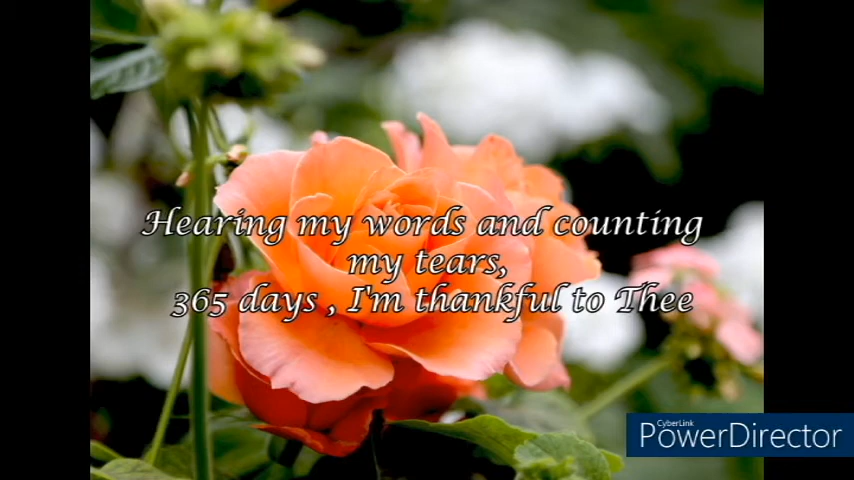 Hearing my words and counting
my tears,
365 days , I'm thankful to Thee
CyberLink
PowerDirector